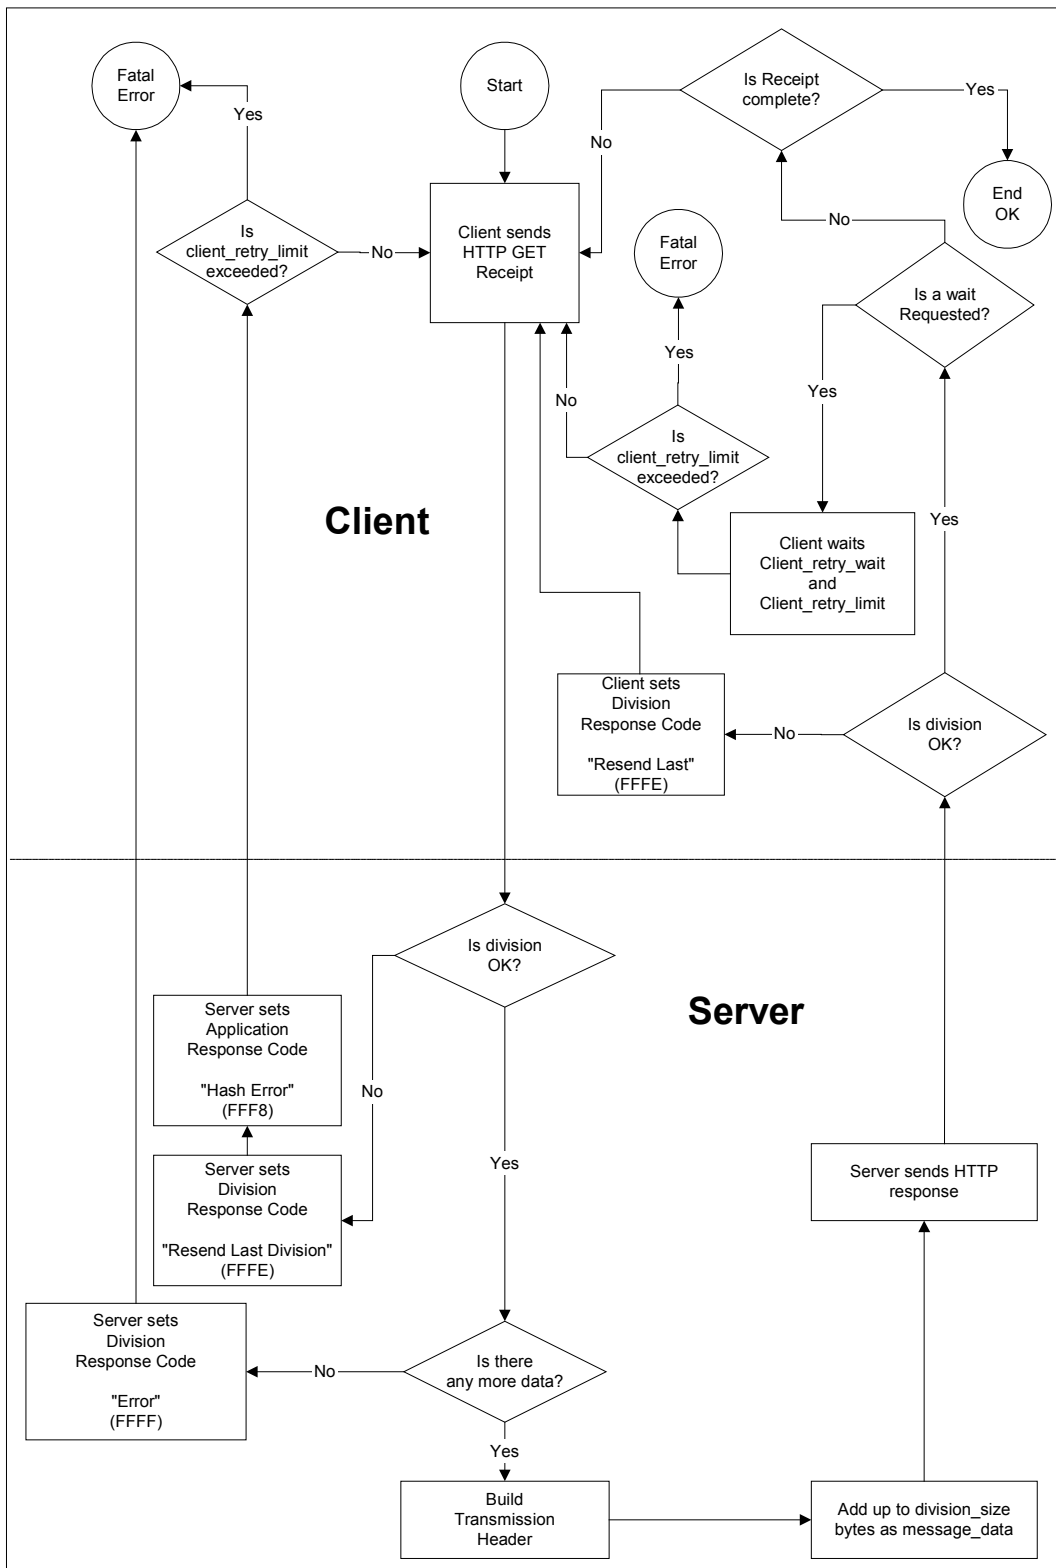 Fatal
Error
Yes
Start
Is Receipt
complete?
Yes
No
End
OK
Is
client_retry_limit
exceeded?
No
Client sends
HTTP GET
Receipt
Fatal
Error
No
Is a wait
Requested?
Yes
Yes
No
Is
client_retry_limit
exceeded?
Client
Yes
Client waits
Client_retry_wait
and
Client_retry_limit
Client sets
Division
Response Code
"Resend Last"
(FFFE)
No
Is division
OK?
Is division
OK?
Server
Server sets
Application
Response Code
"Hash Error"
(FFF8)
No
Yes
Server sets
Division
Response Code
"Resend Last Division"
(FFFE)
Server sends HTTP
response
Server sets
Division
Response Code
"Error"
(FFFF)
No
Is there
any more data?
Yes
Build
Transmission
Header
Add up to division_size
bytes as message_data